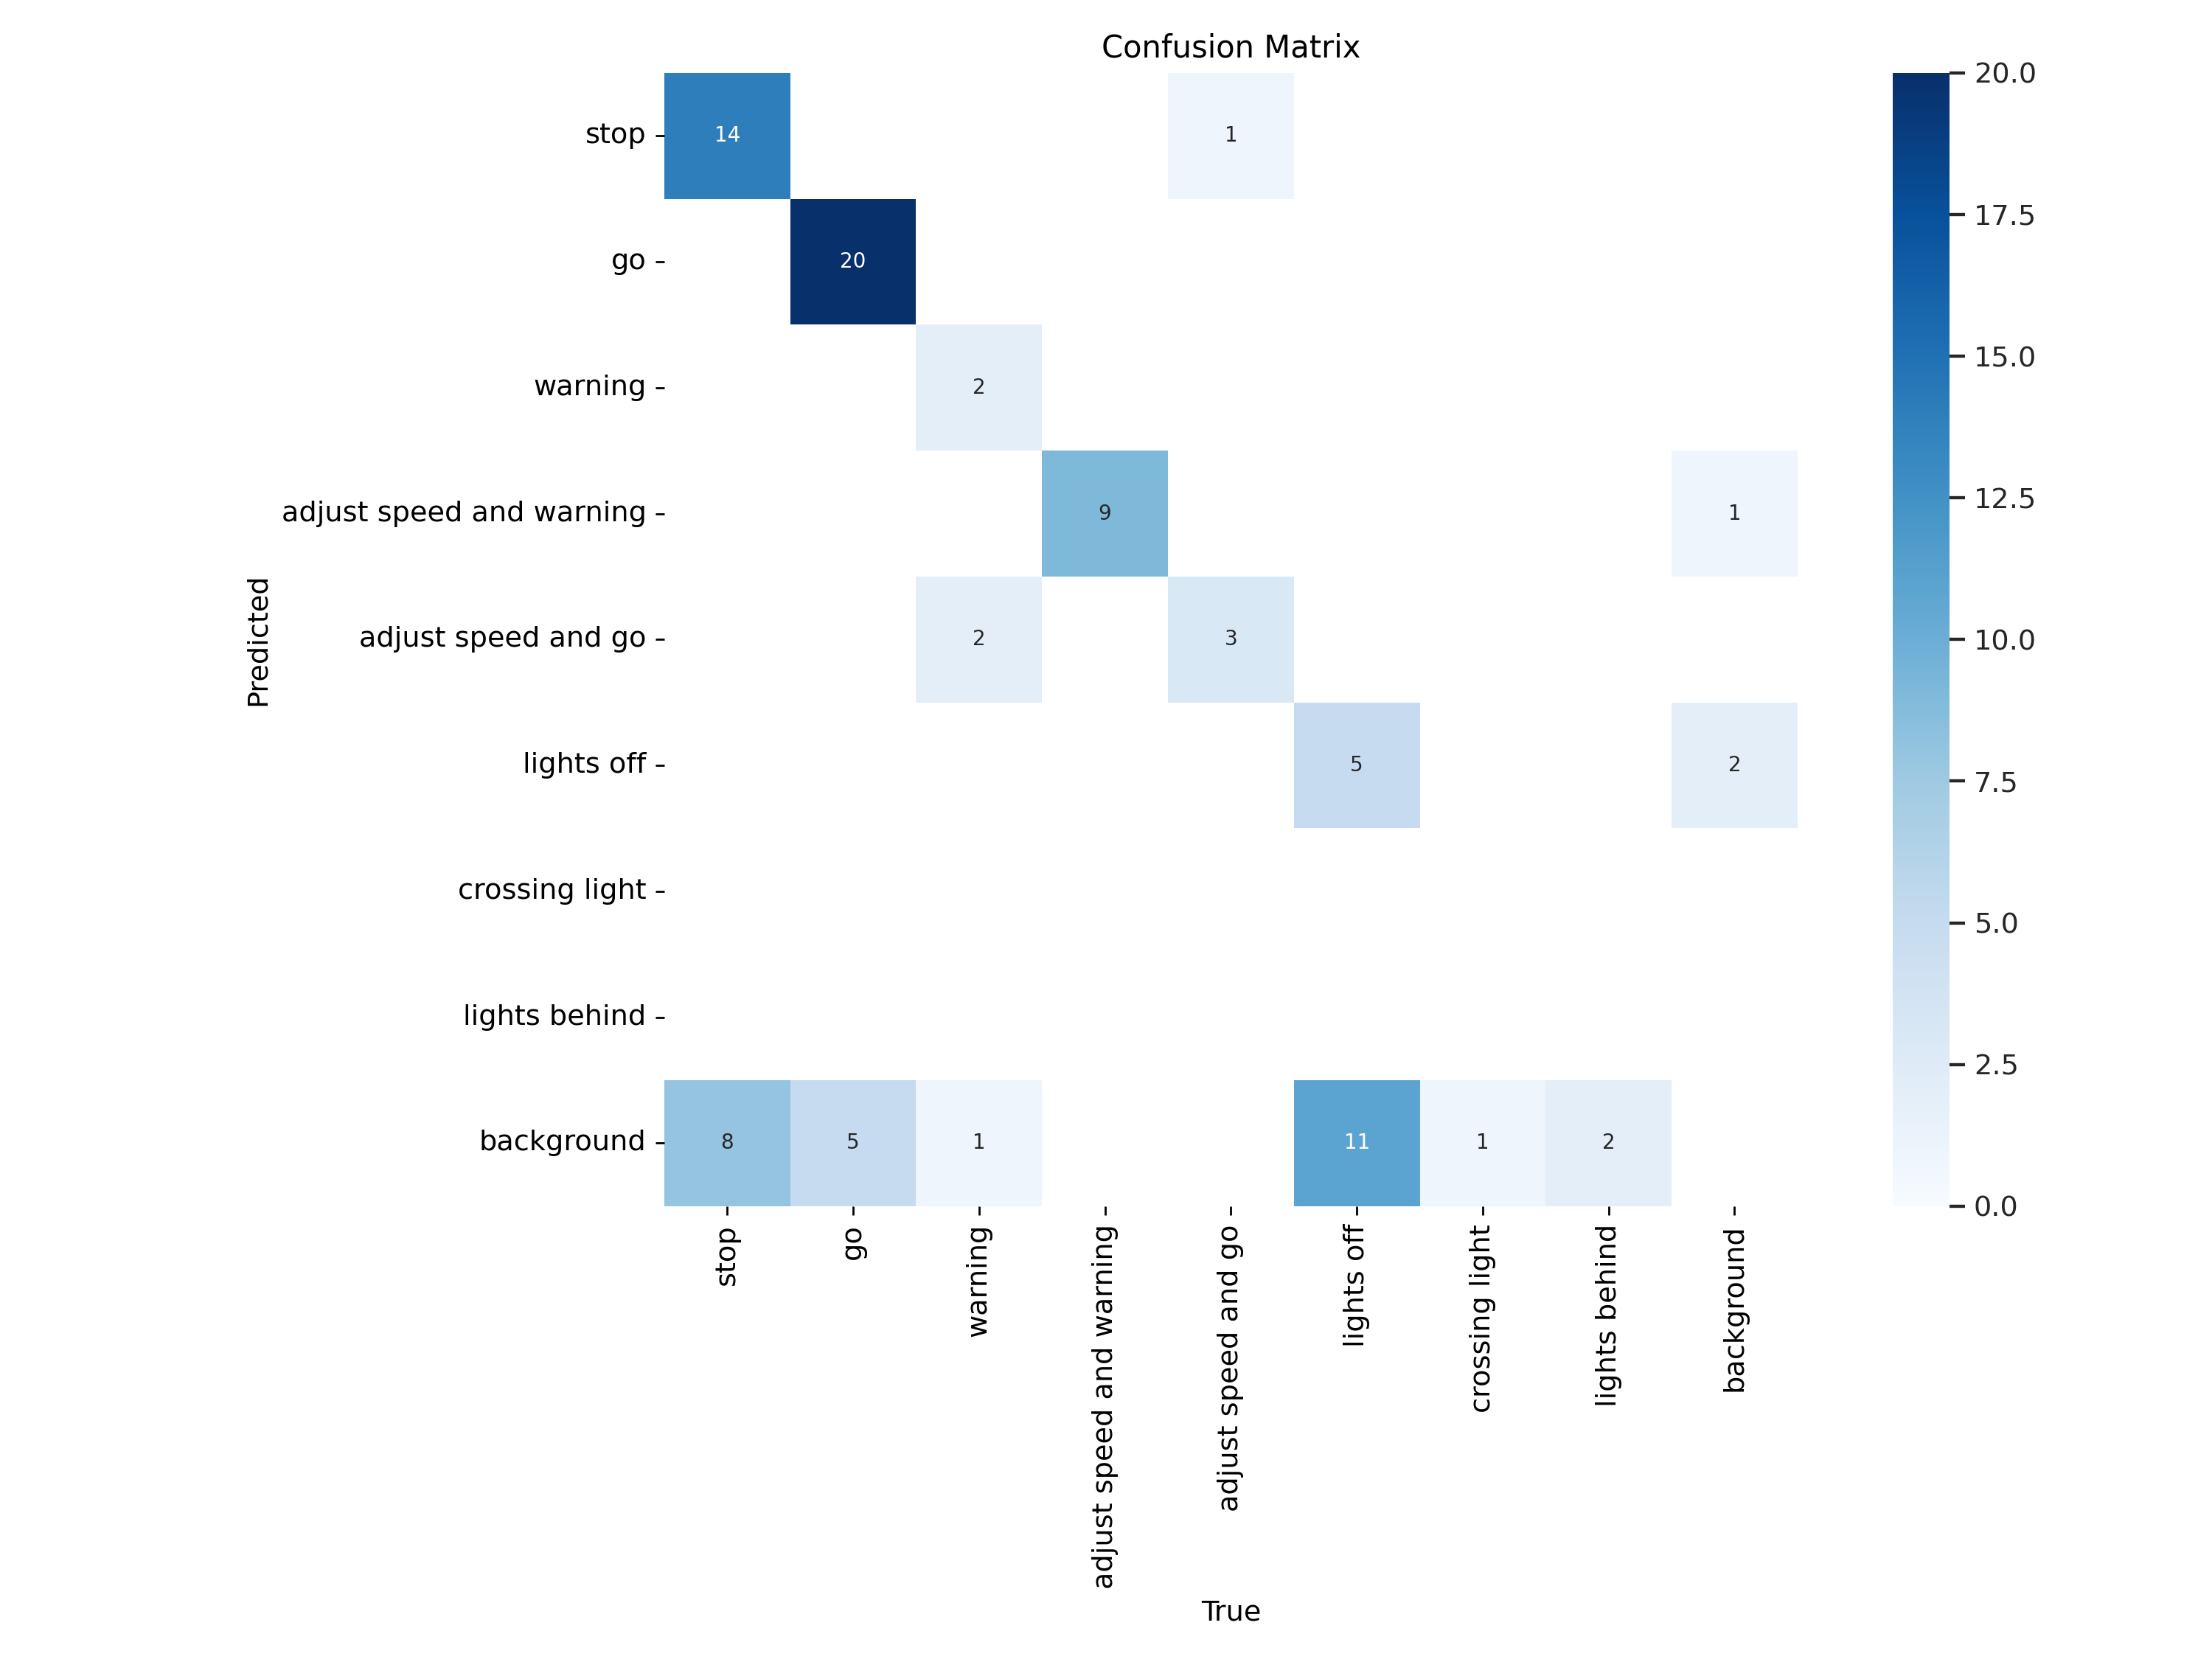 Confusion Matrix
stop
14
1
go
20
warning
2
adjust speed and warning
9
1
adjust speed and go
2
3
lights off
5
2
crossing light
lights behind
background
8
5
1
11
1
2
Predicted
stop
go
warning
adjust speed and warning
adjust speed and go
lights off
crossing light
lights behind
background
True
20.0
17.5
15.0
12.5
10.0
7.5
5.0
2.5
0.0